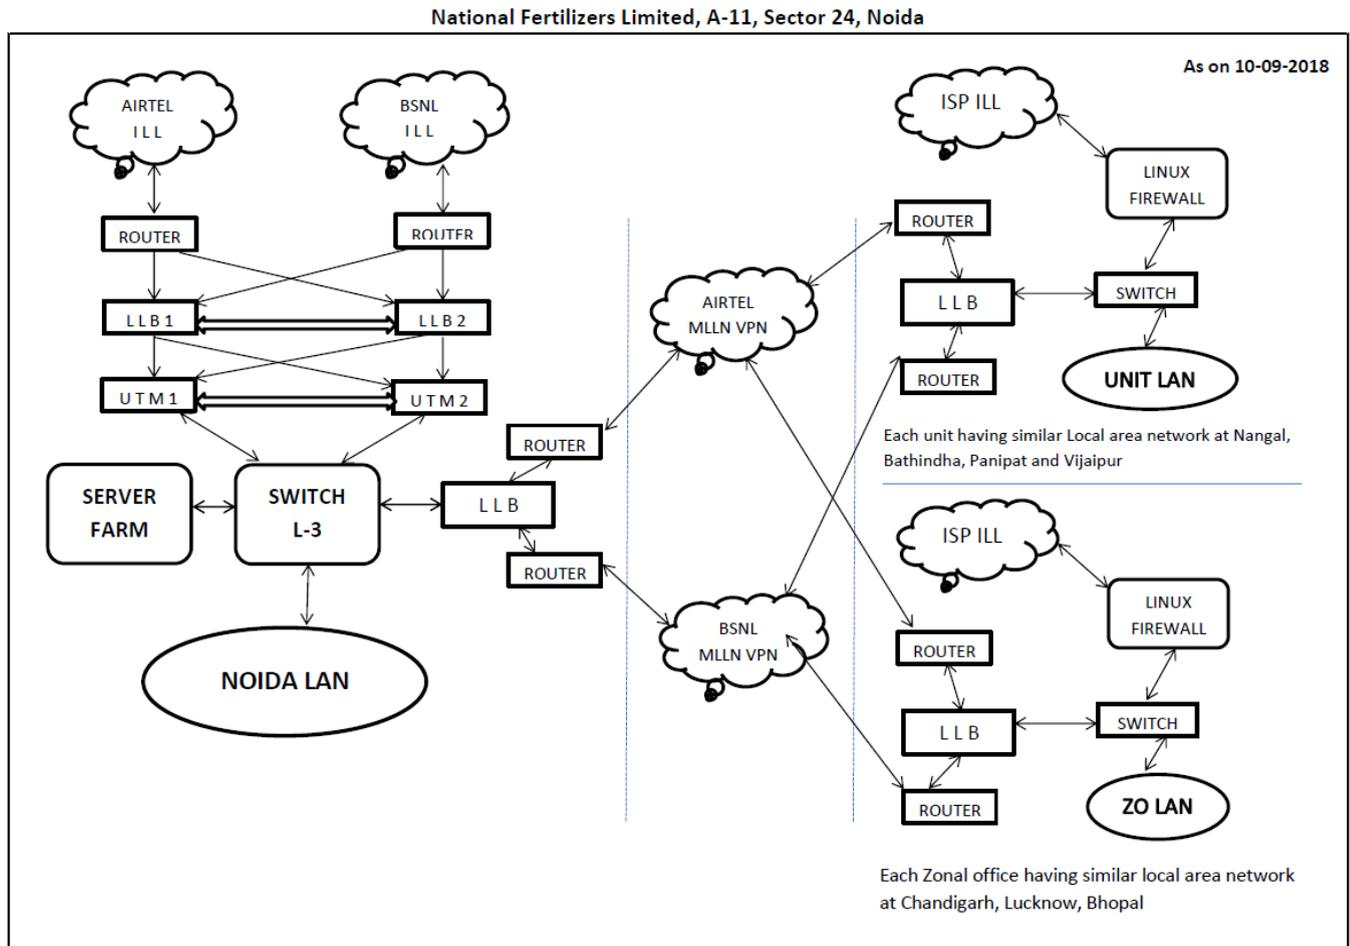 National Fertilizers Limited, A-11, Sector 24, Noida
As on 10-09-2018
AIRTEL
I L L
BSNL
I L L
ROUTER
ROUTER
L L B 1
L L B 2
U T M 1
U T M 2
SERVER
FARM
SWITCH
L-3
L L B
ROUTER
ROUTER
NOIDA LAN
AIRTEL
MLLN VPN
BSNL
MLLN VPN
ISP ILL
LINUX
FIREWALL
ROUTER
L L B
SWITCH
ROUTER
UNIT LAN
Each unit having similar Local area network at Nangal,
Bathindha, Panipat and Vijaipur
ISP ILL
LINUX
FIREWALL
ROUTER
L L B
SWITCH
ROUTER
ZO LAN
Each Zonal office having similar local area network
at Chandigarh, Lucknow, Bhopal